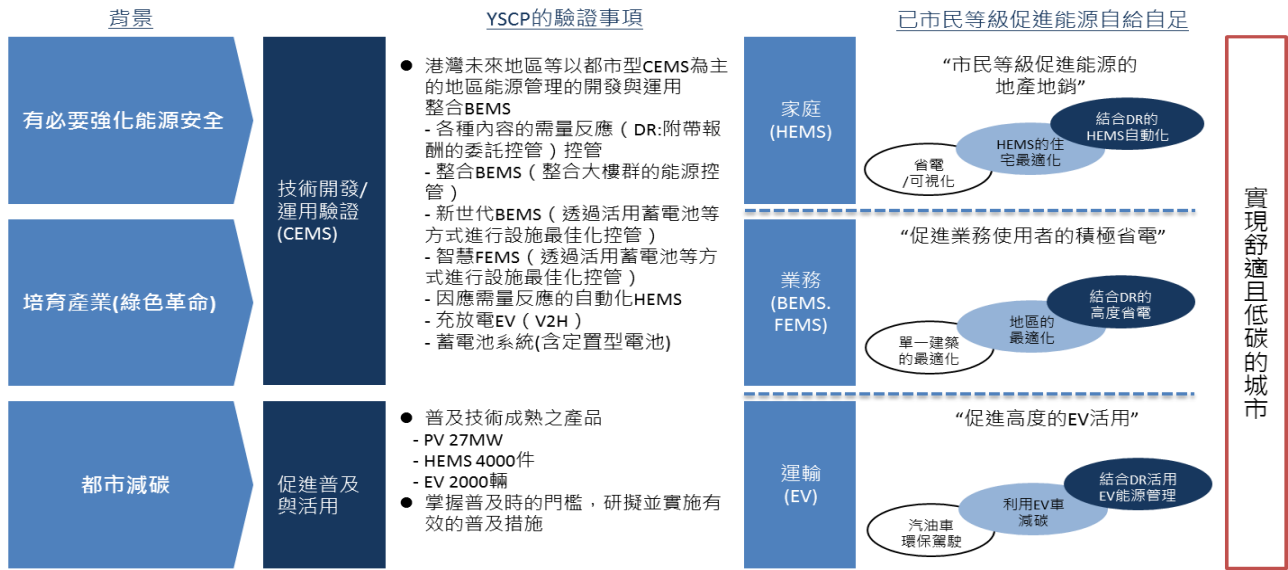 背景
有必要強化能源安全
培育產業(綠色革命)
都市減碳
技術開發/
運用驗證
(CEMS)
促進普及
與活用
YSCP的驗證事項
● 港灣未來地區等以都市型CEMS為主
的地區能源管理的開發與運用
整合BEMS
- 各種內容的需量反應（DR:附帶報
酬的委託控管）控管
- 整合BEMS（整合大樓群的能源控
管）
- 新世代BEMS（透過活用蓄電池等
方式進行設施最佳化控管）
- 智慧FEMS（透過活用蓄電池等方
式進行設施最佳化控管）
- 因應需量反應的自動化HEMS
- 充放電EV（V2H）
- 蓄電池系統(含定置型電池)
● 普及技術成熟之產品
- PV 27MW
- HEMS 4000件
- EV 2000輛
● 掌握普及時的門檻，研擬並實施有
效的普及措施
已市民等級促進能源自給自足
家庭
(HEMS)
“市民等級促進能源的
地產地銷”
省電
/可視化
HEMS的住
宅最適化
結合DR的
HEMS自動化
業務
(BEMS.
FEMS)
“促進業務使用者的積極省電”
單一建築
的最適化
地區的
最適化
結合DR的
高度省電
運輸
(EV)
“促進高度的EV活用”
汽油車
環保駕駛
利用EV車
減碳
結合DR活用
EV能源管理
實現舒適且低碳的城市